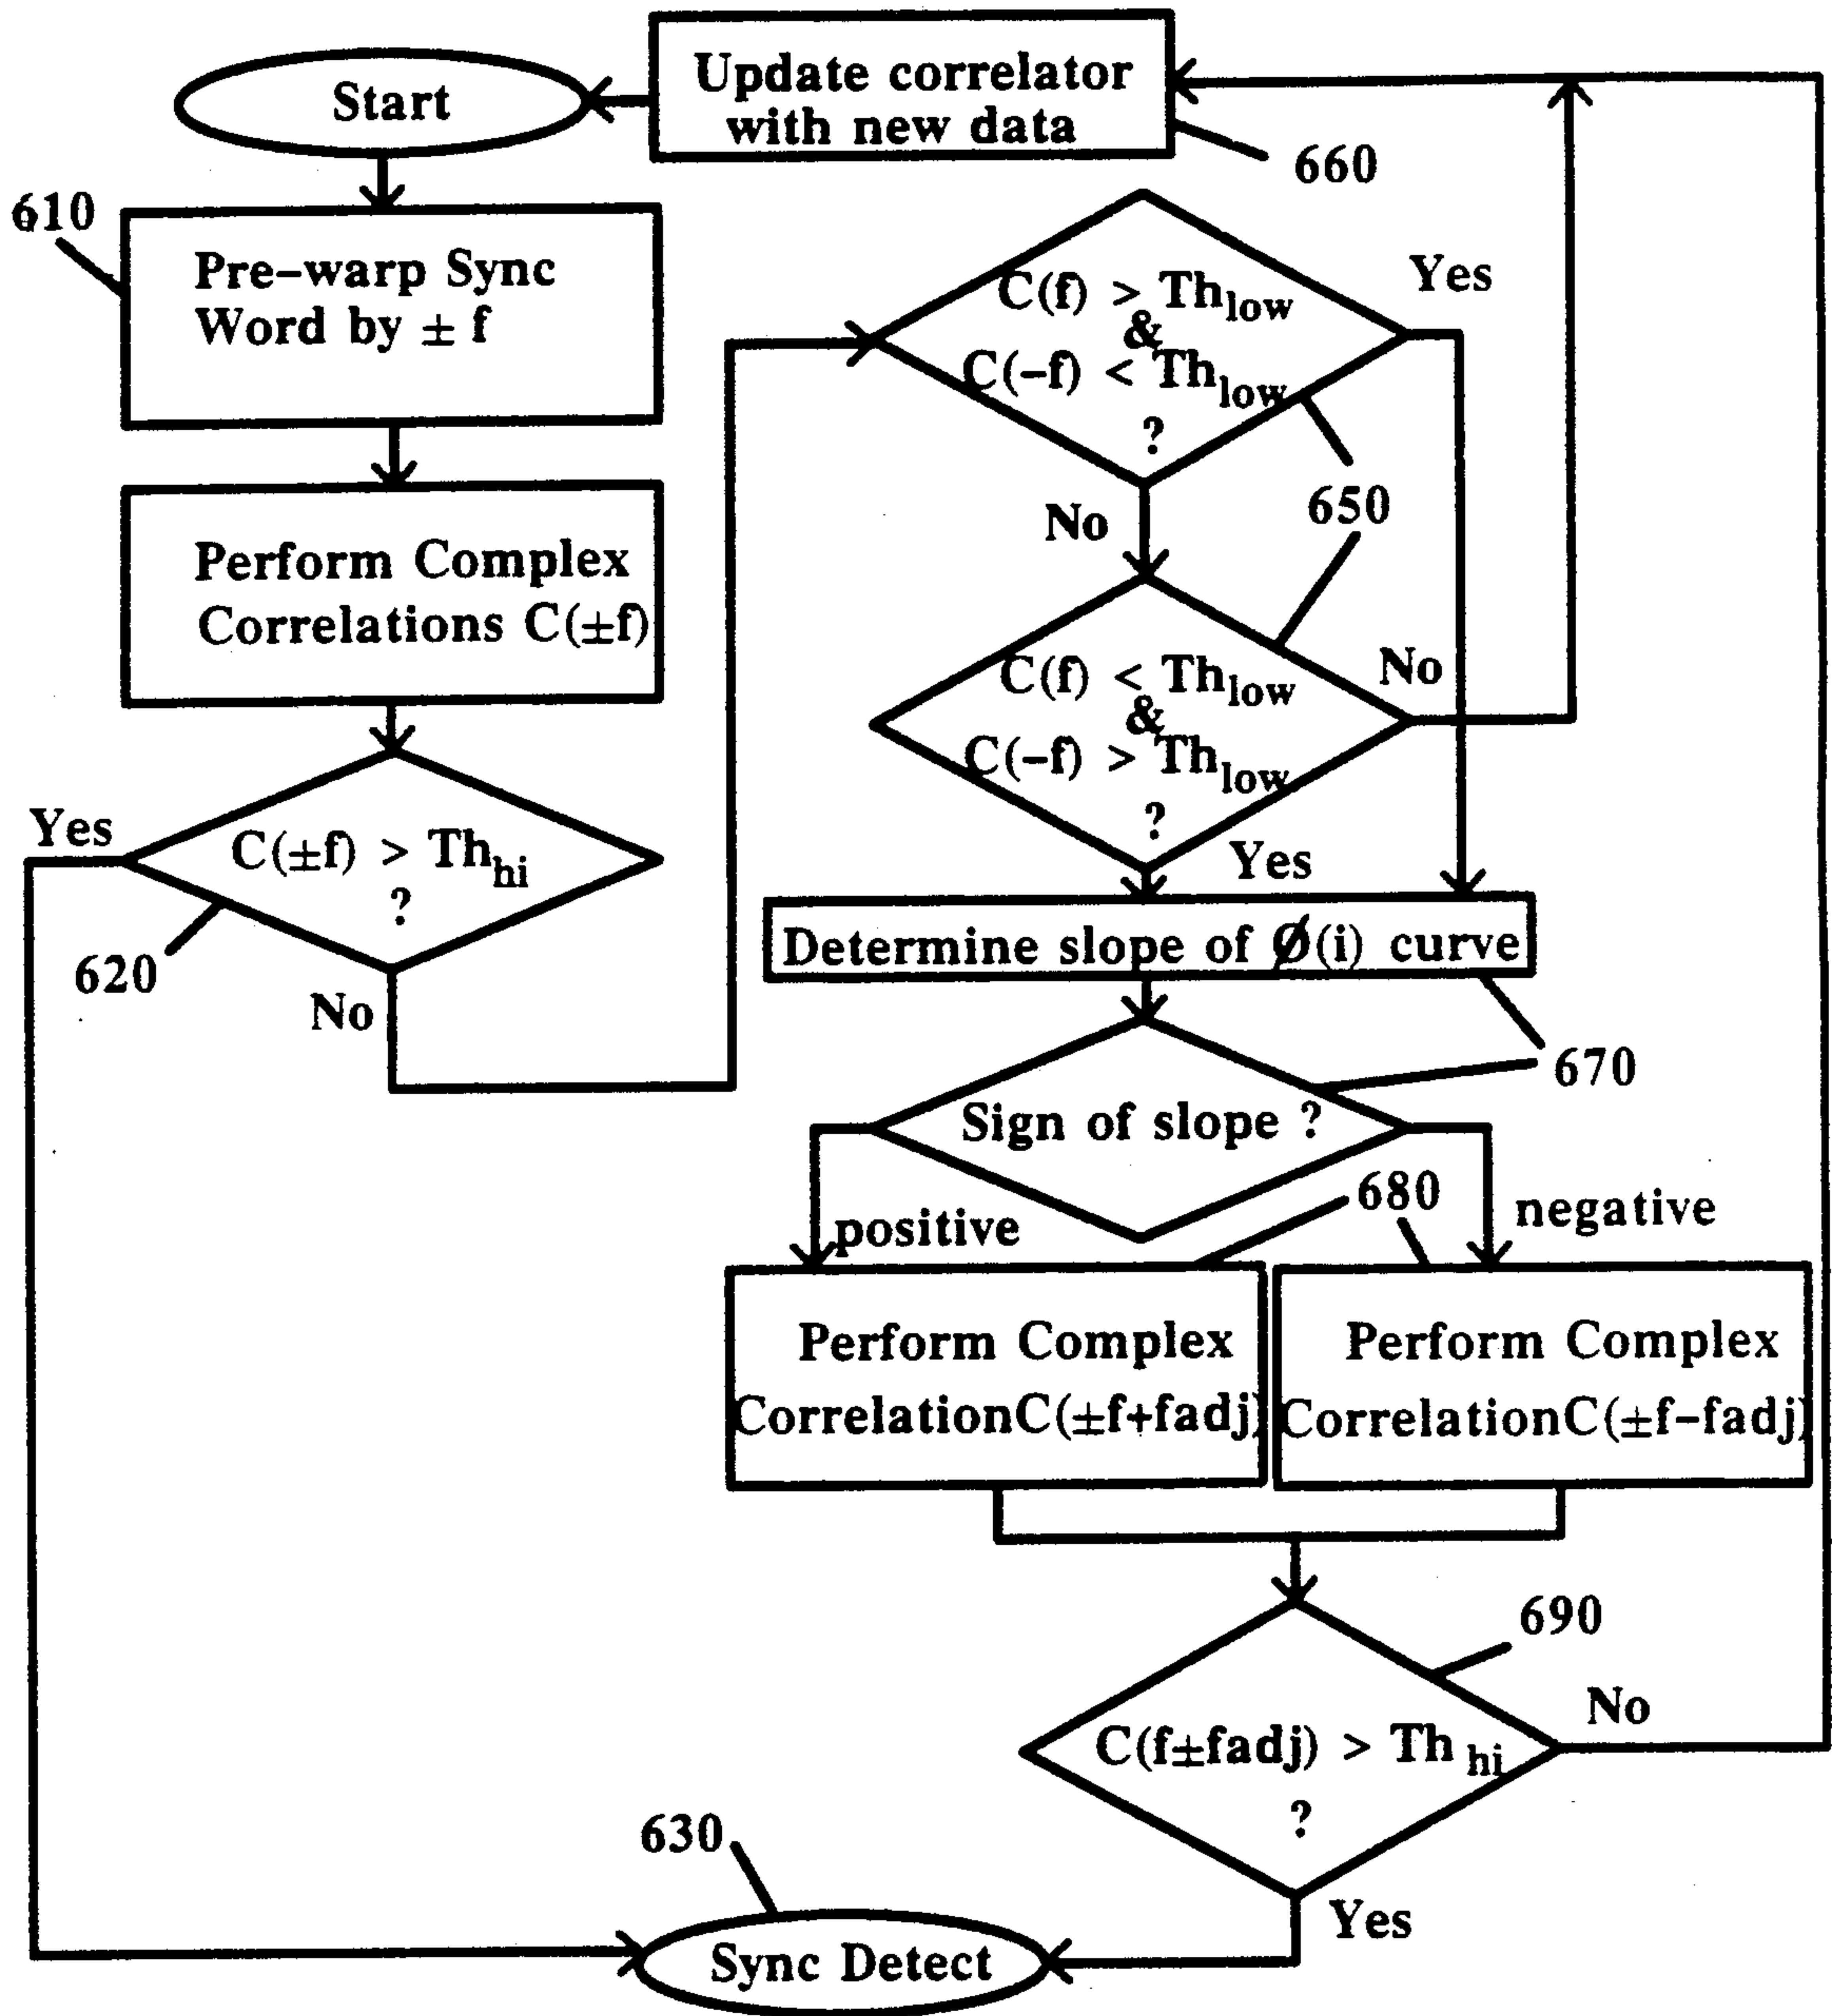 Start
Update correlator
with new data
660
610
Pre-warp Sync
Word by ± f
Perform Complex
Correlations C(±f)
Yes
C(±f) > Th_hi
?
620
No
C(f) > Th_low
&
C(-f) < Th_low
?
Yes
No
650
C(f) < Th_low
&
C(-f) > Th_low
?
No
Yes
Determine slope of Ø(i) curve
670
Sign of slope ?
680
positive
negative
Perform Complex
CorrelationC(±f+fadj)
Perform Complex
CorrelationC(±f-fadj)
690
C(f±fadj) > Th hi
?
No
Yes
630
Sync Detect